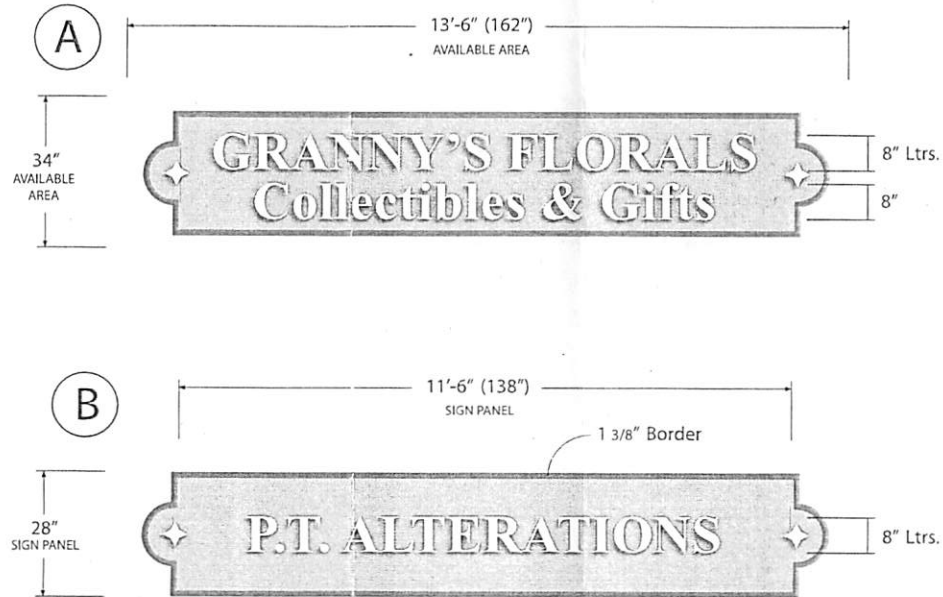 A
13'-6" (162")
AVAILABLE AREA
34"
AVAILABLE
AREA
GRANNY'S FLORALS
Collectibles & Gifts
8" Ltrs.
8"
B
11'-6" (138")
SIGN PANEL
1 3/8" Border
28"
SIGN PANEL
P.T. ALTERATIONS
8" Ltrs.